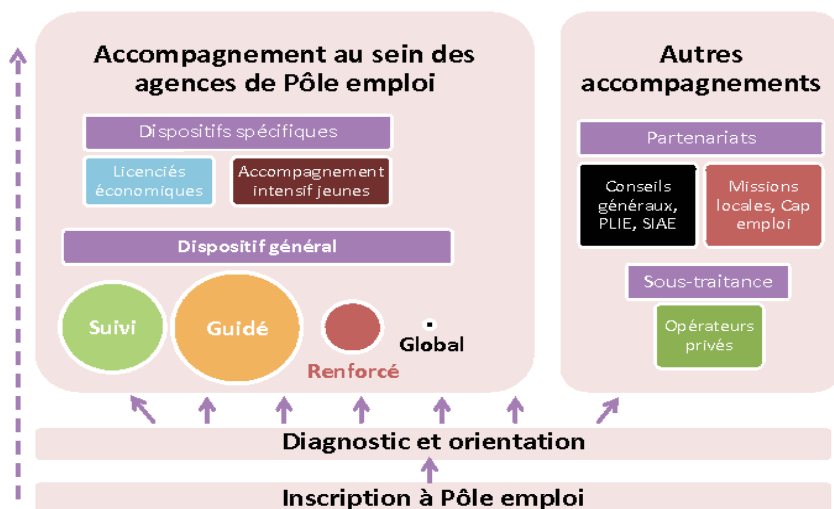 Accompagnement au sein des
agences de Pôle emploi
Dispositifs spécifiques
Licenciés
économiques
Accompagnement
intensif jeunes
Dispositif général
Suivi
Guidé
Renforcé
Global
Autres
accompagnements
Partenariats
Conseils
généraux,
PLIE, SIAE
Missions
locales, Cap
emploi
Sous-traitance
Opérateurs
privés
Diagnostic et orientation
Inscription à Pôle emploi